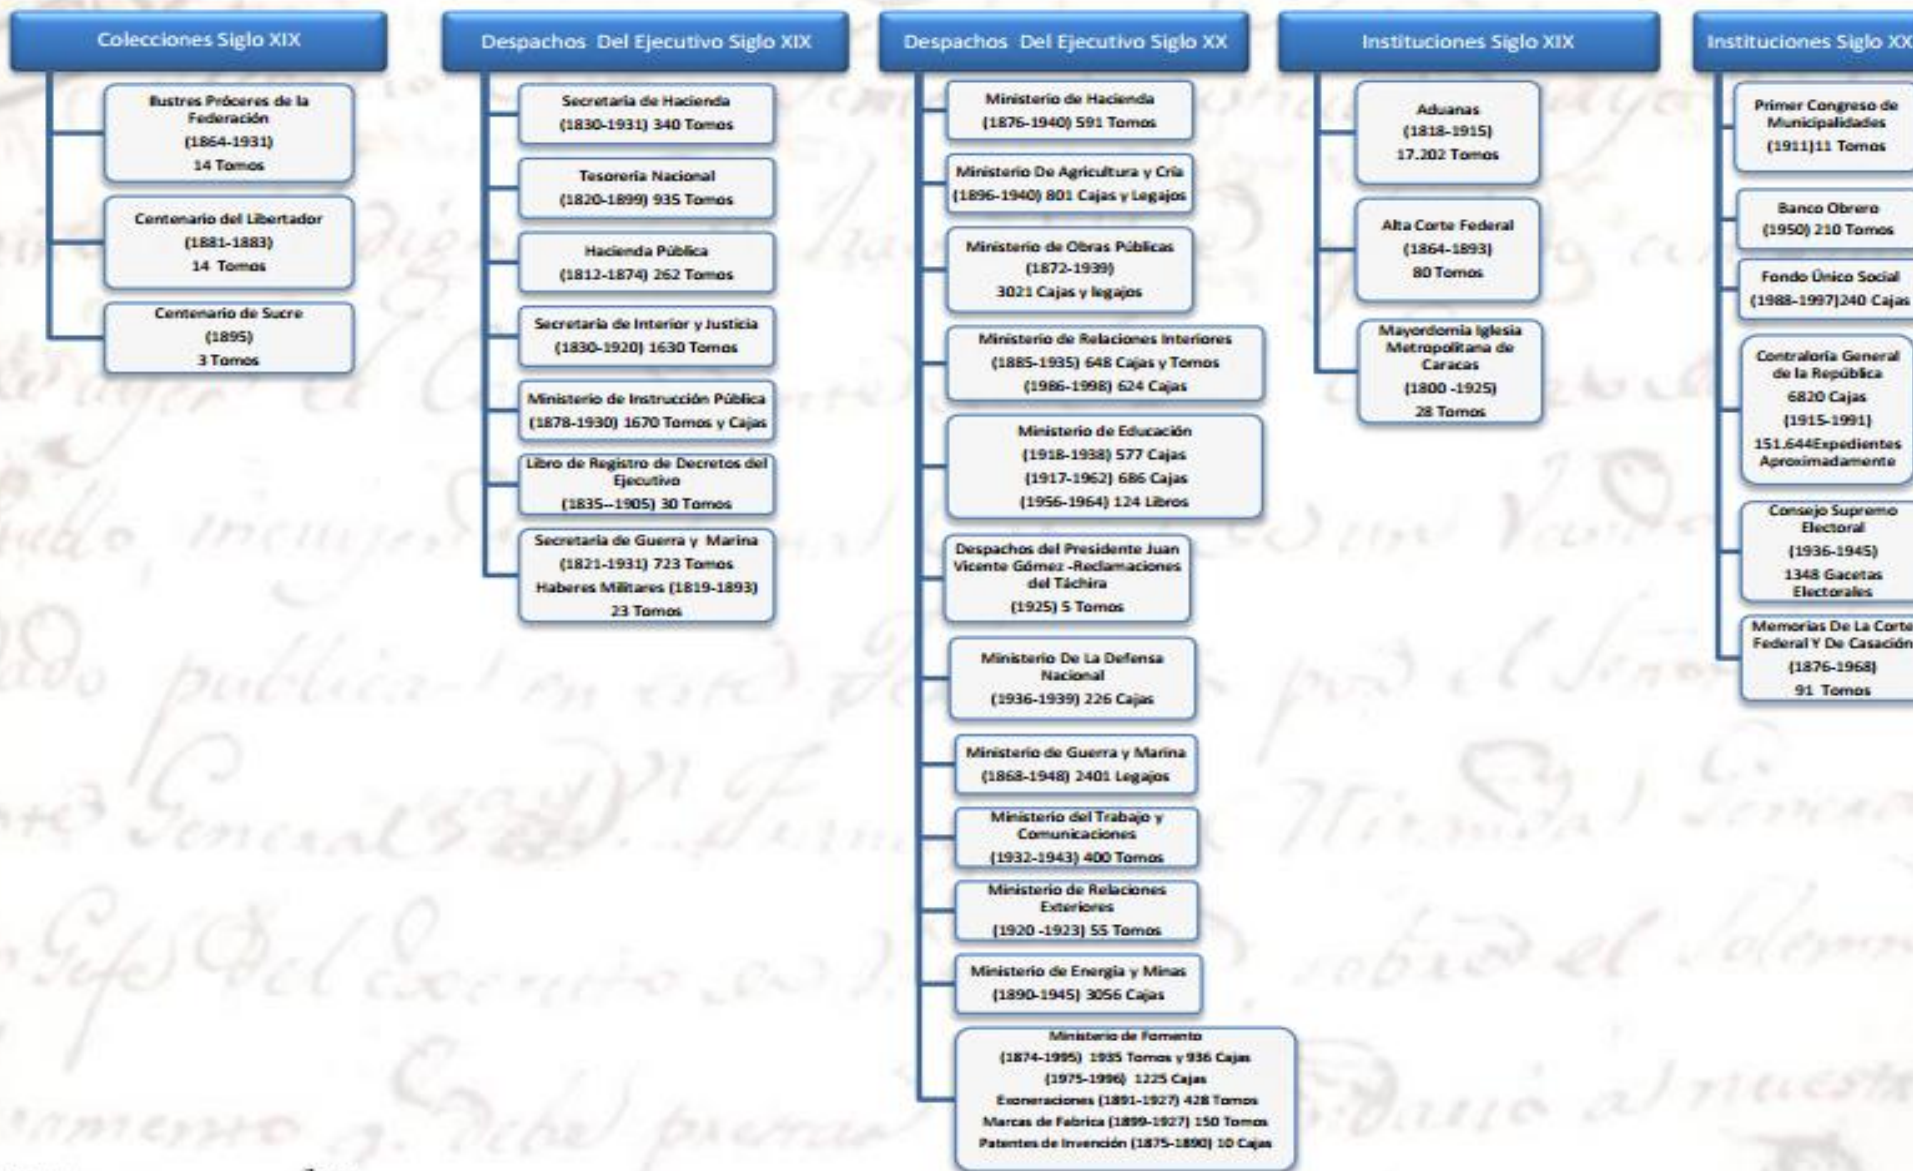 Colecciones Siglo XIX
Ilustres Próceres de la
Federación
(1864-1931)
14 Tomos
Centenario del Libertador
(1881-1883)
14 Tomos
Centenario de Sucre
(1895)
3 Tomos
Despachos Del Ejecutivo Siglo XIX
Secretaria de Hacienda
(1830-1931) 340 Tomos
Tesorería Nacional
(1820-1899) 935 Tomos
Hacienda Pública
(1812-1874) 262 Tomos
Secretaria de Interior y Justicia
(1830-1920) 1630 Tomos
Ministerio de Instrucción Pública
(1878-1930) 1670 Tomos y Cajas
Libro de Registro de Decretos del
Ejecutivo
(1835--1905) 30 Tomos
Secretaria de Guerra y Marina
(1821-1931) 723 Tomos
Haberes Militares (1819-1893)
23 Tomos
Despachos Del Ejecutivo Siglo XX
Ministerio de Hacienda
(1876-1940) 591 Tomos
Ministerio De Agricultura y Cría
(1896-1940) 801 Cajas y Legajos
Ministerio de Obras Públicas
(1872-1939)
3021 Cajas y legajos
Ministerio de Relaciones Interiores
(1885-1935) 648 Cajas y Tomos
(1986-1998) 624 Cajas
Ministerio de Educación
(1918-1938) 577 Cajas
(1917-1962) 686 Cajas
(1956-1964) 124 Libros
Despachos del Presidente Juan
Vicente Gómez -Reclamaciones
del Táchira
(1925) 5 Tomos
Ministerio De La Defensa
Nacional
(1936-1939) 226 Cajas
Ministerio de Guerra y Marina
(1868-1948) 2401 Legajos
Ministerio del Trabajo y
Comunicaciones
(1932-1943) 400 Tomos
Ministerio de Relaciones
Exteriores
(1920 -1923) 55 Tomos
Ministerio de Energía y Minas
(1890-1945) 3056 Cajas
Ministerio de Fomento
(1874-1995) 1935 Tomos y 936 Cajas
(1975-1996) 1225 Cajas
Exoneraciones (1891-1927) 428 Tomos
Marcas de Fabrica (1899-1927) 150 Tomos
Patentes de Invención (1875-1890) 10 Cajas
Instituciones Siglo XIX
Aduanas
(1818-1915)
17.202 Tomos
Alta Corte Federal
(1864-1893)
80 Tomos
Mayordomía Iglesia
Metropolitana de
Caracas
(1800 -1925)
28 Tomos
Instituciones Siglo XX
Primer Congreso de
Municipalidades
(1911)11 Tomos
Banco Obrero
(1950) 210 Tomos
Fondo Único Social
(1988-1997)240 Cajas
Contraloría General
de la República
6820 Cajas
(1915-1991)
151.644Expedientes
Aproximadamente
Consejo Supremo
Electoral
(1936-1945)
1348 Gacetas
Electorales
Memorias De La Corte
Federal Y De Casación
(1876-1968)
91 Tomos